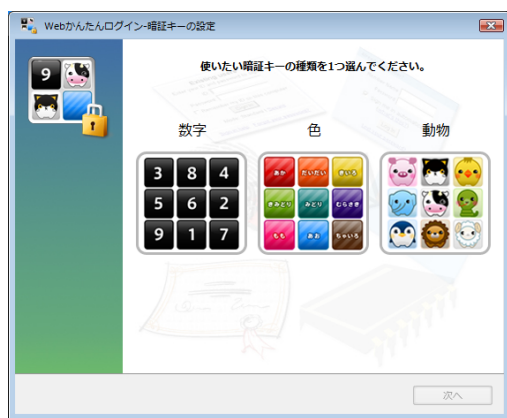 Webかんたんログイン-暗証キーの設定
使いたい暗証キーの種類を1つ選んでください。
9
数字
色
動物
3 8 4
5 6 2
9 1 7
あか だいだい きいろ
きみどり みどり むらさき
もも あお ちゃいろ
次へ